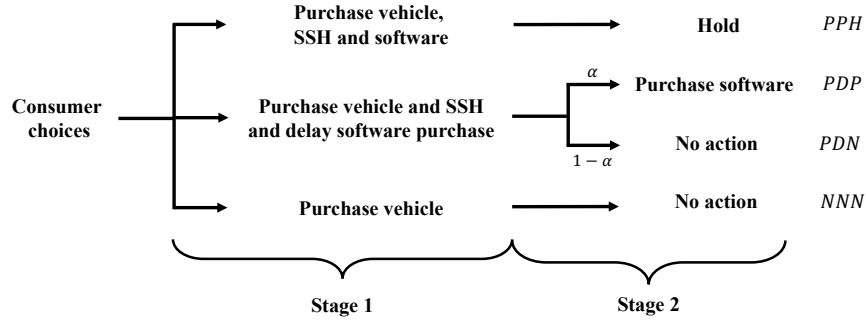 Purchase vehicle,
SSH and software
Hold
PPH
α
Purchase software
PDP
Consumer
choices
Purchase vehicle and SSH
and delay software purchase
1 − α
No action
PDN
Purchase vehicle
No action
NNN
Stage 1
Stage 2